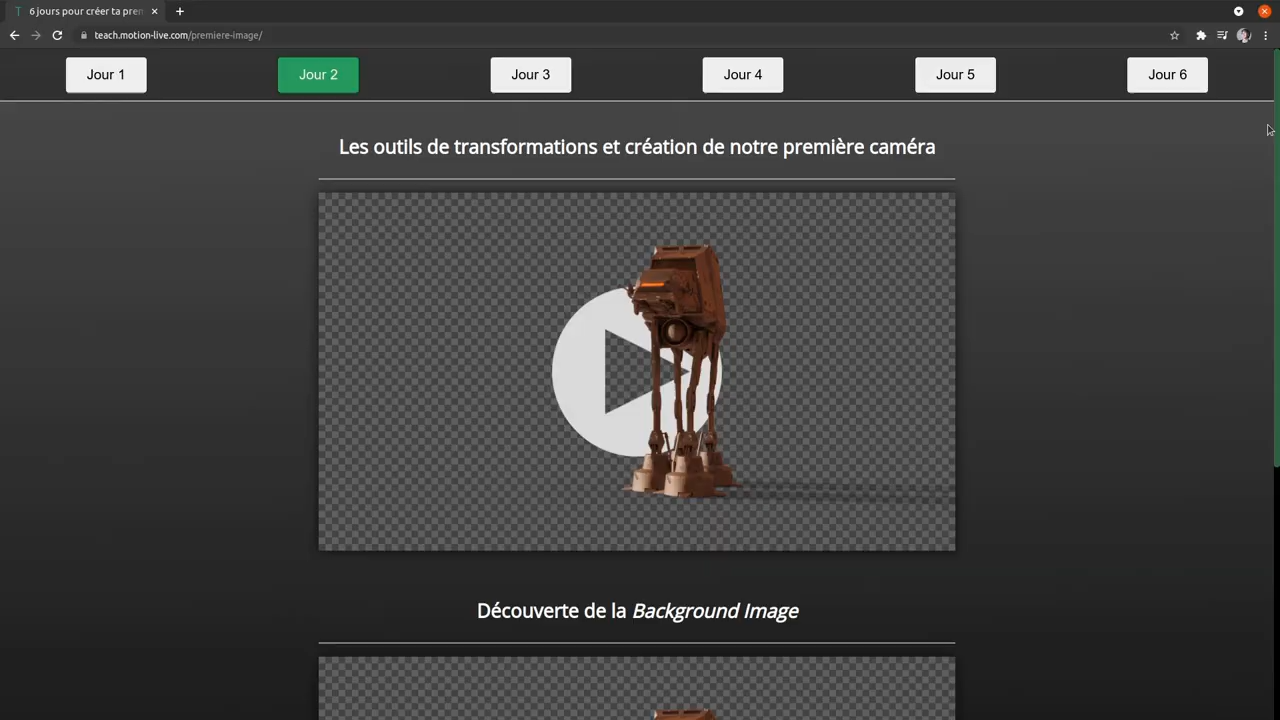 6 jours pour créer ta pren
teach.motion-live.com/premiere-image/
Jour 1
Jour 2
Jour 3
Jour 4
Jour 5
Jour 6
Les outils de transformations et création de notre première caméra
Découverte de la Background Image